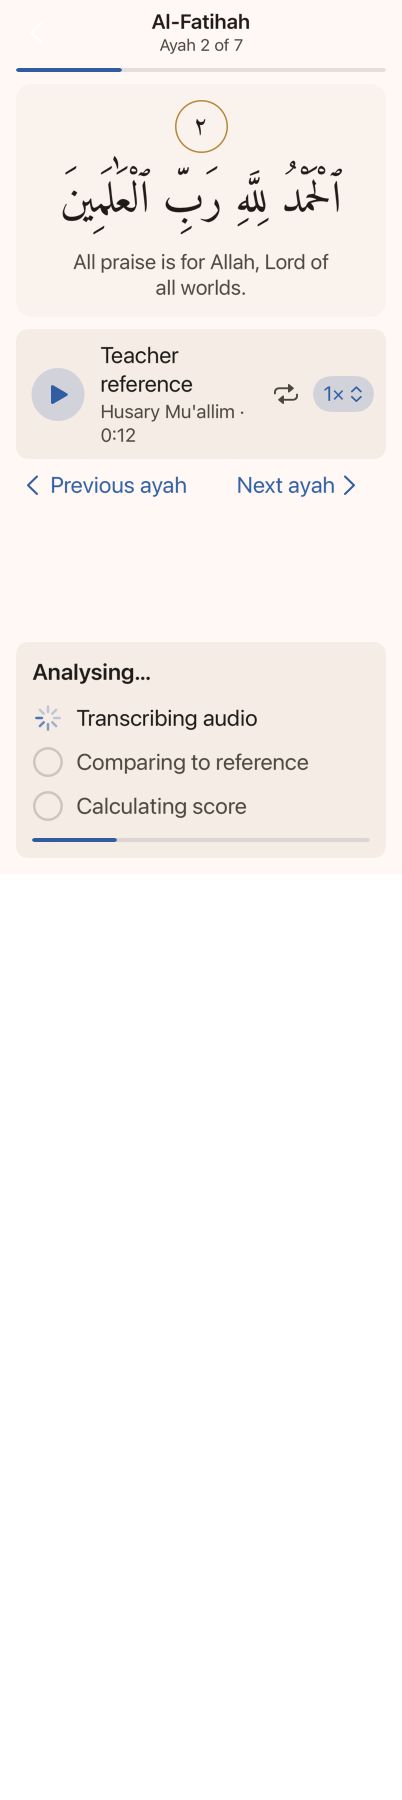 Al-Fatihah
Ayah 2 of 7
٢
ٱلْحَمْدُ لِلَّهِ رَبِّ ٱلْعَٰلَمِينَ
All praise is for Allah, Lord of
all worlds.
Teacher
reference
Husary Mu'allim ·
0:12
1×
Previous ayah
Next ayah
Analysing...
Transcribing audio
Comparing to reference
Calculating score